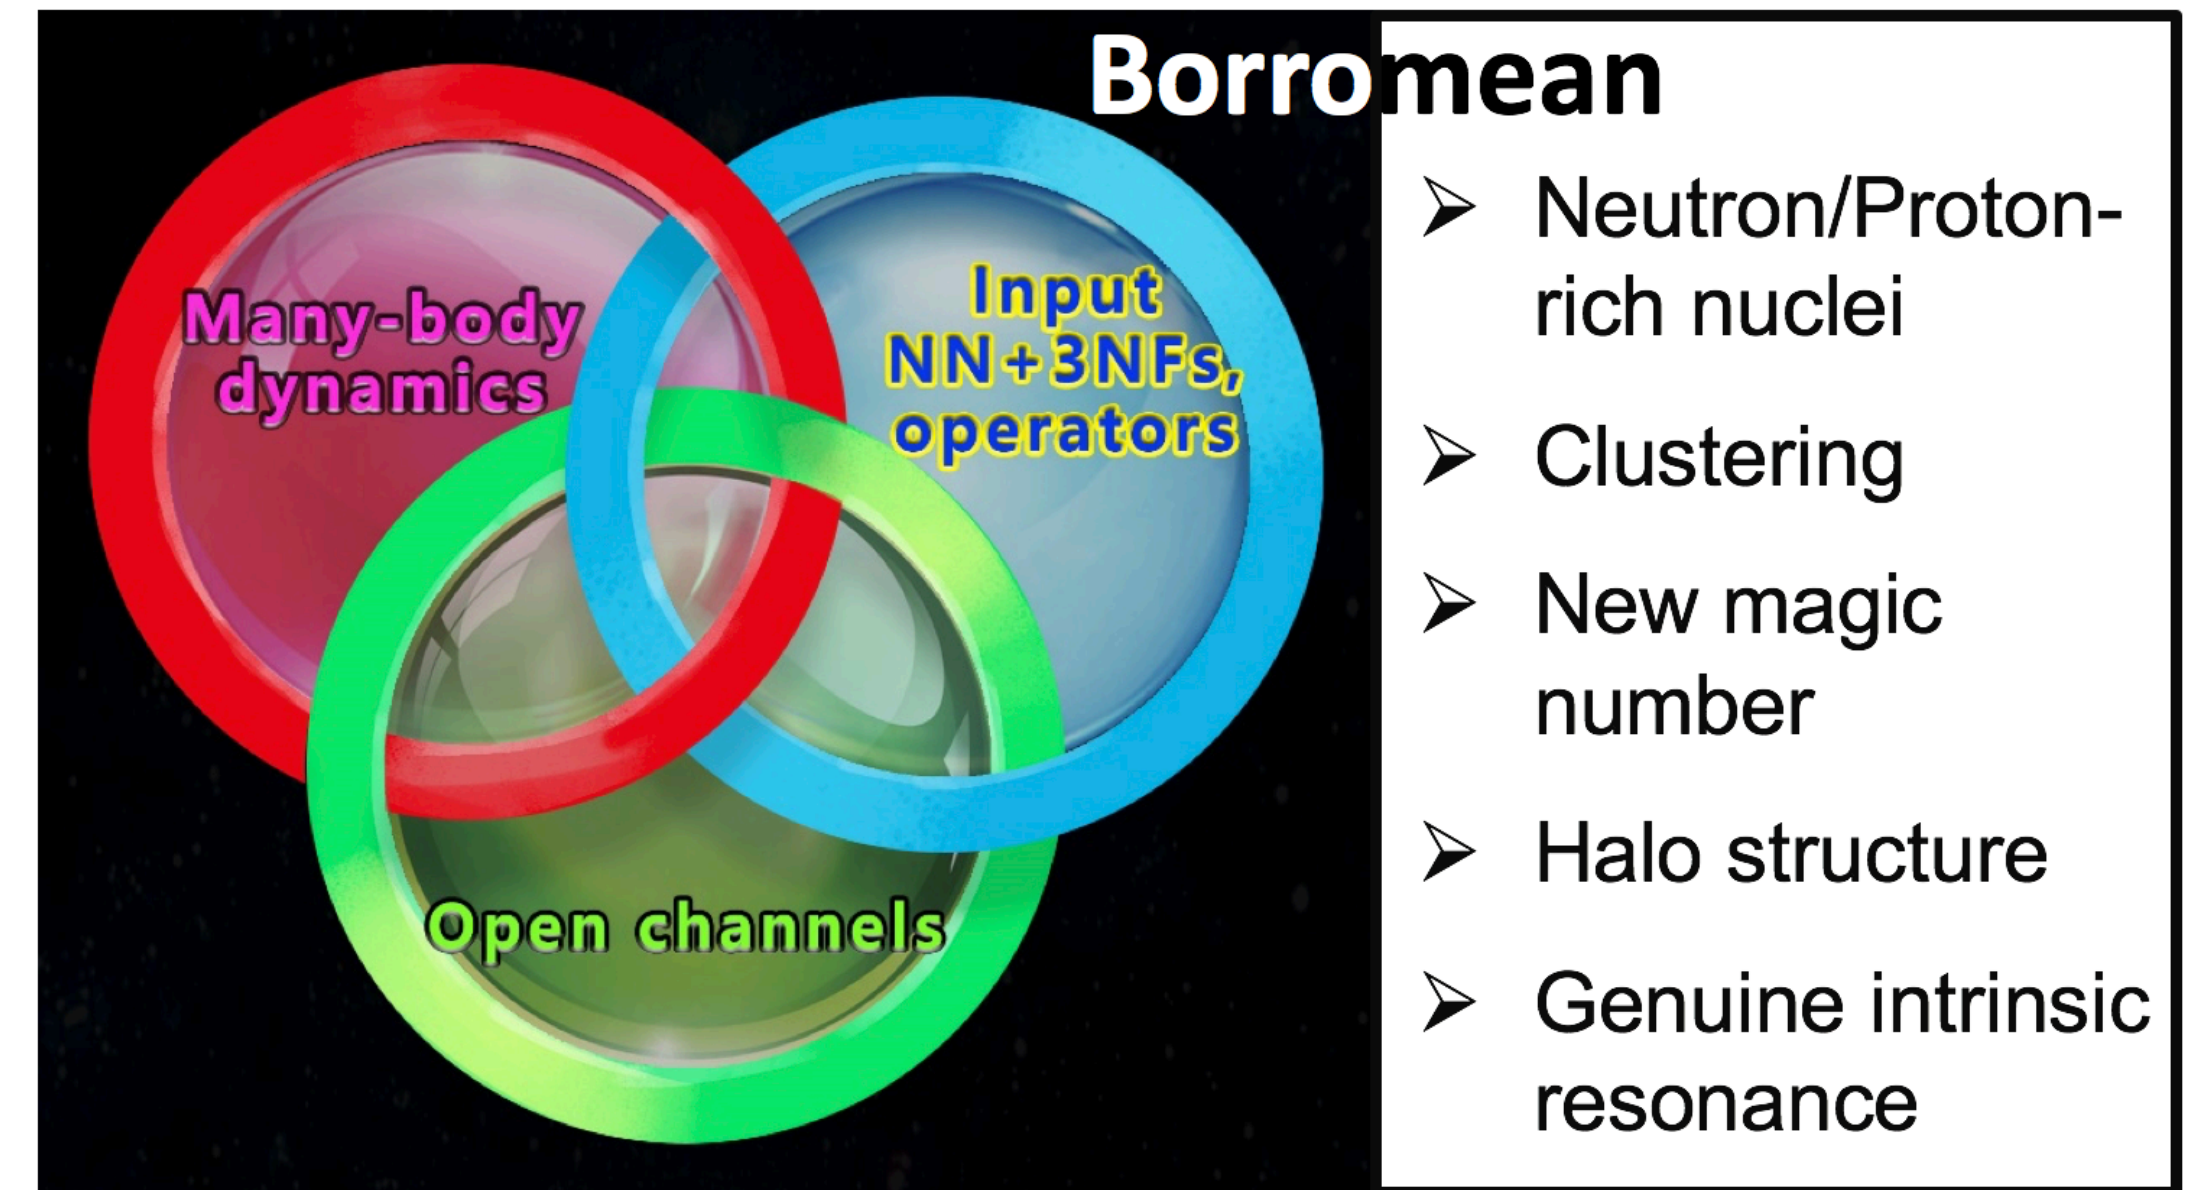 Borromean
Many-body
dynamics
Input
NN+3NFs,
operators
Open channels
➢ Neutron/Proton-
rich nuclei
➢ Clustering
➢ New magic
number
➢ Halo structure
➢ Genuine intrinsic
resonance